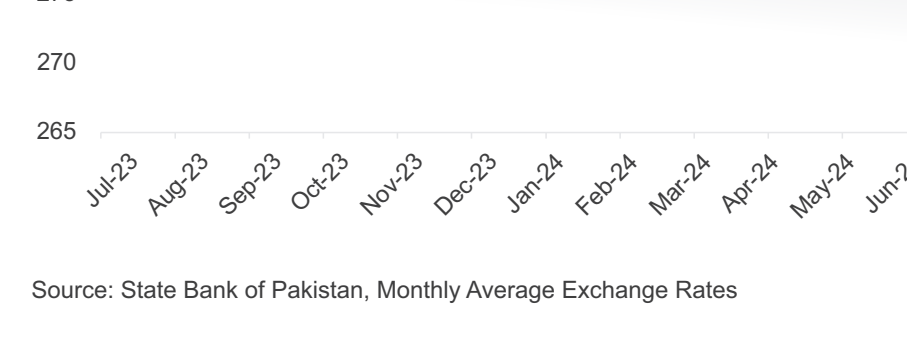 270
265
Jul-23 Aug-23 Sep-23 Oct-23 Nov-23 Dec-23 Jan-24 Feb-24 Mar-24 Apr-24 May-24
Source: State Bank of Pakistan, Monthly Average Exchange Rates